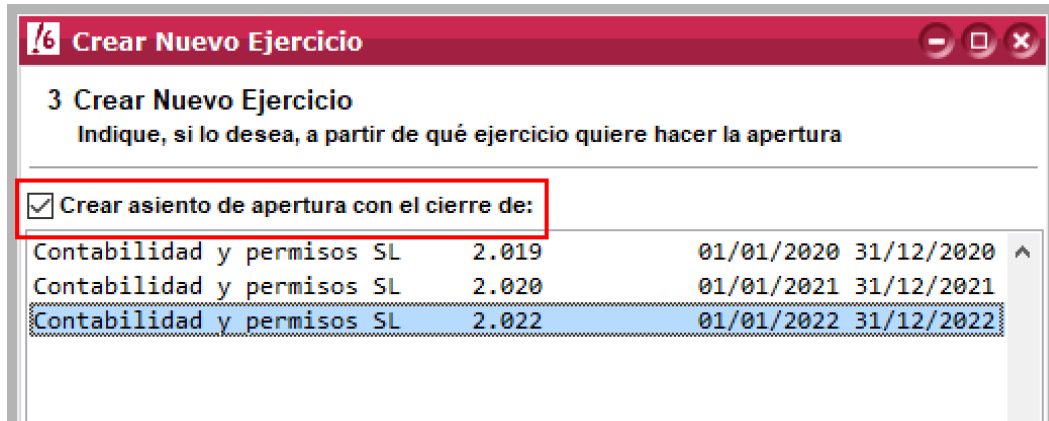 Crear Nuevo Ejercicio
3 Crear Nuevo Ejercicio
Indique, si lo desea, a partir de qué ejercicio quiere hacer la apertura
Crear asiento de apertura con el cierre de:
Contabilidad y permisos SL 2.019 01/01/2020 31/12/2020
Contabilidad y permisos SL 2.020 01/01/2021 31/12/2021
Contabilidad y permisos SL 2.022 01/01/2022 31/12/2022